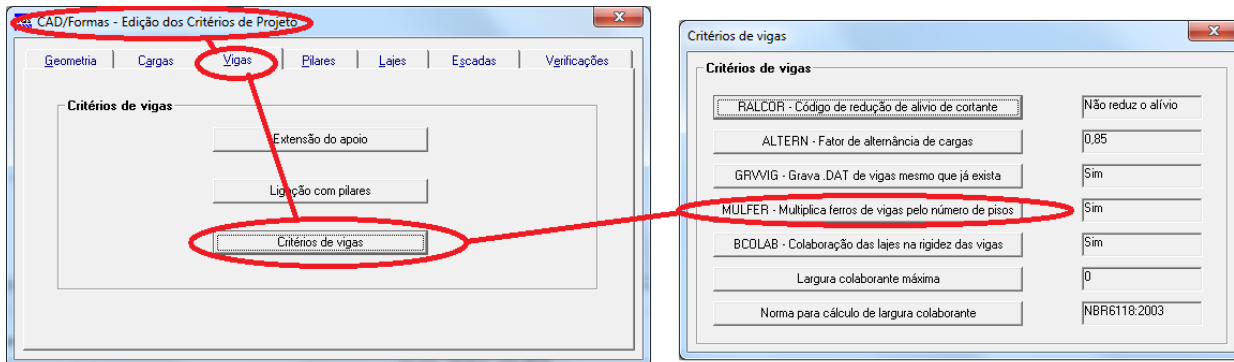 CAD/Formas - Edição dos Critérios de Projeto
Geometria
Cargas
Vigas
Pilares
Lajes
Escadas
Verificações
Critérios de vigas
Extensão do apoio
Ligação com pilares
Critérios de vigas
Critérios de vigas
Critérios de vigas
RALCOR - Código de redução de alivio de cortante
Não reduz o alívio
ALTERN - Fator de alternância de cargas
0,85
GRVVIG - Grava .DAT de vigas mesmo que já exista
Sim
MULFER - Multiplica ferros de vigas pelo número de pisos
Sim
BCOLAB - Colaboração das lajes na rigidez das vigas
Sim
Largura colaborante máxima
0
Norma para cálculo de largura colaborante
NBR6118:2003